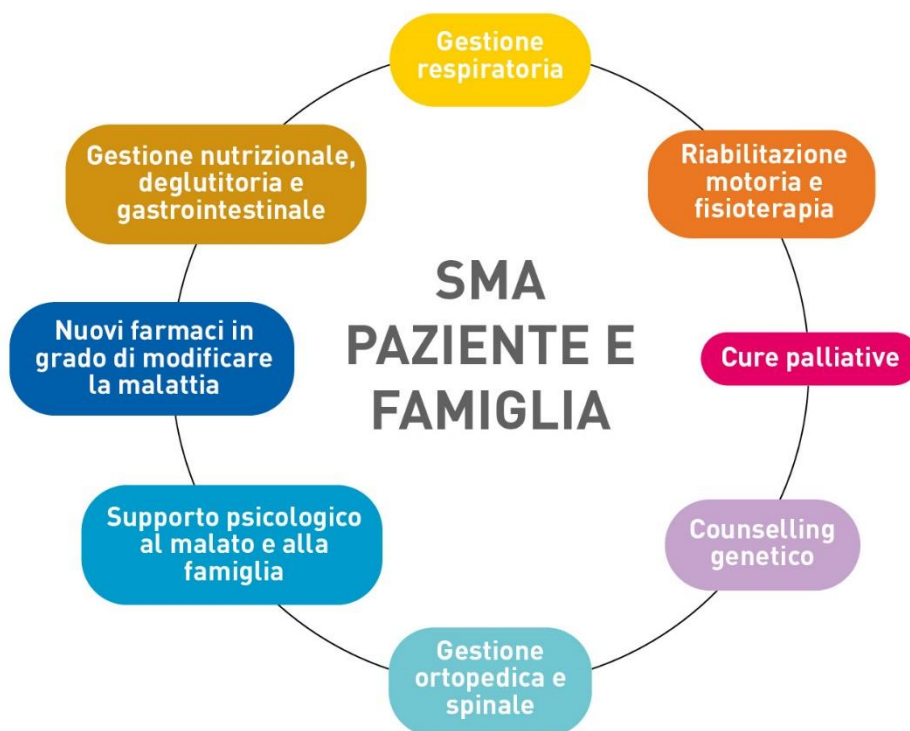 Gestione
respiratoria
Gestione nutrizionale,
deglutitoria e
gastrointestinale
Riabilitazione
motoria e
fisioterapia
SMA
PAZIENTE E
FAMIGLIA
Nuovi farmaci in
grado di modificare
la malattia
Cure palliative
Supporto psicologico
al malato e alla
famiglia
Counselling
genetico
Gestione
ortopedica e
spinale